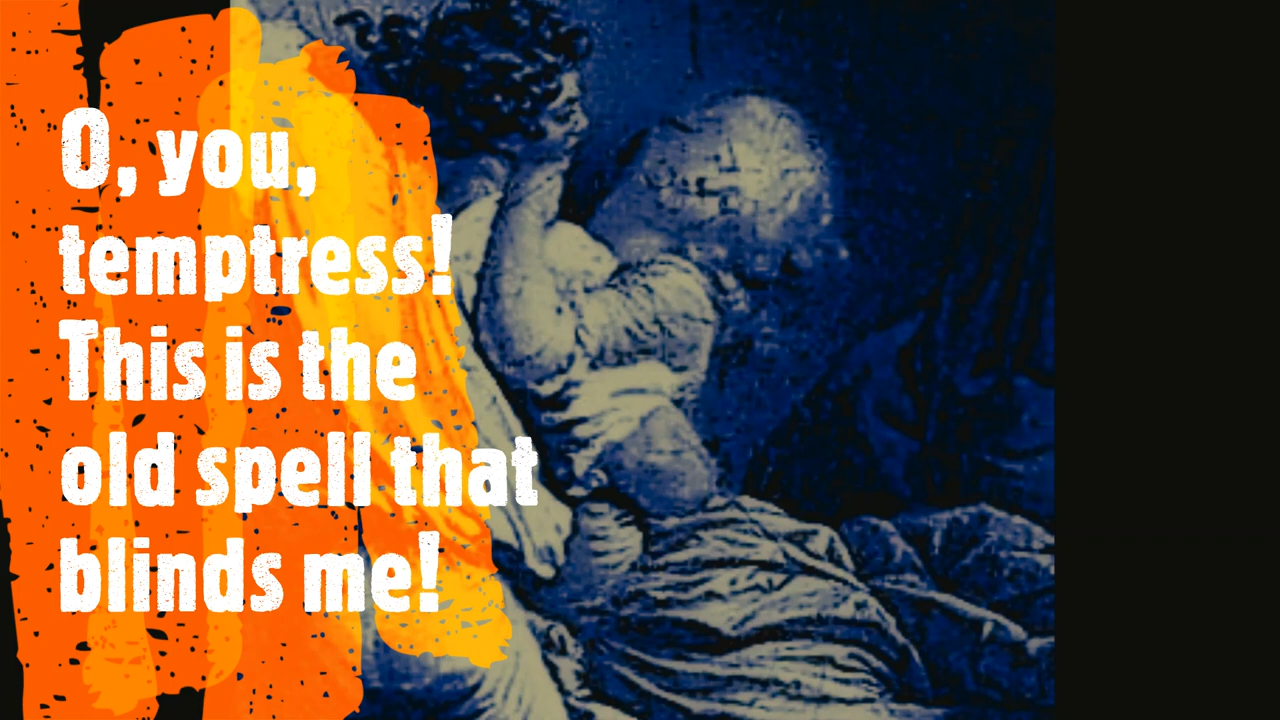 O, you,
temptress!
This is the
old spell that
blinds me!